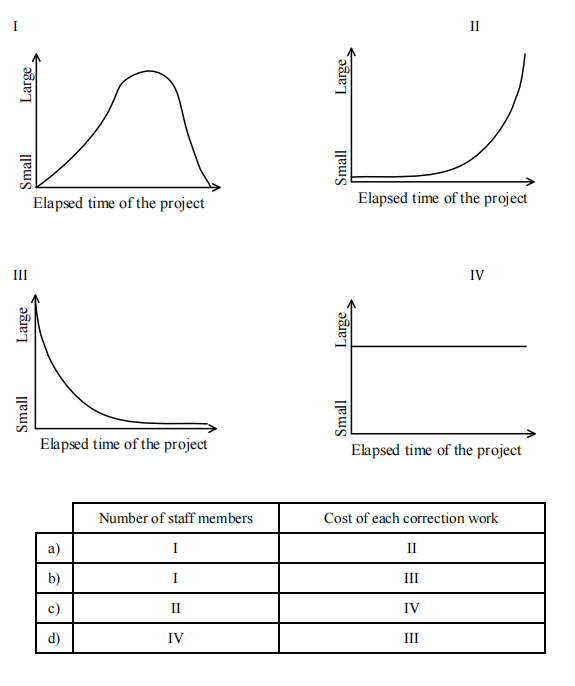 I
II
Large
Small
Elapsed time of the project
Large
Small
Elapsed time of the project
III
IV
Large
Small
Elapsed time of the project
Large
Small
Elapsed time of the project
Number of staff members Cost of each correction work
a) I II
b) I III
c) II IV
d) IV III